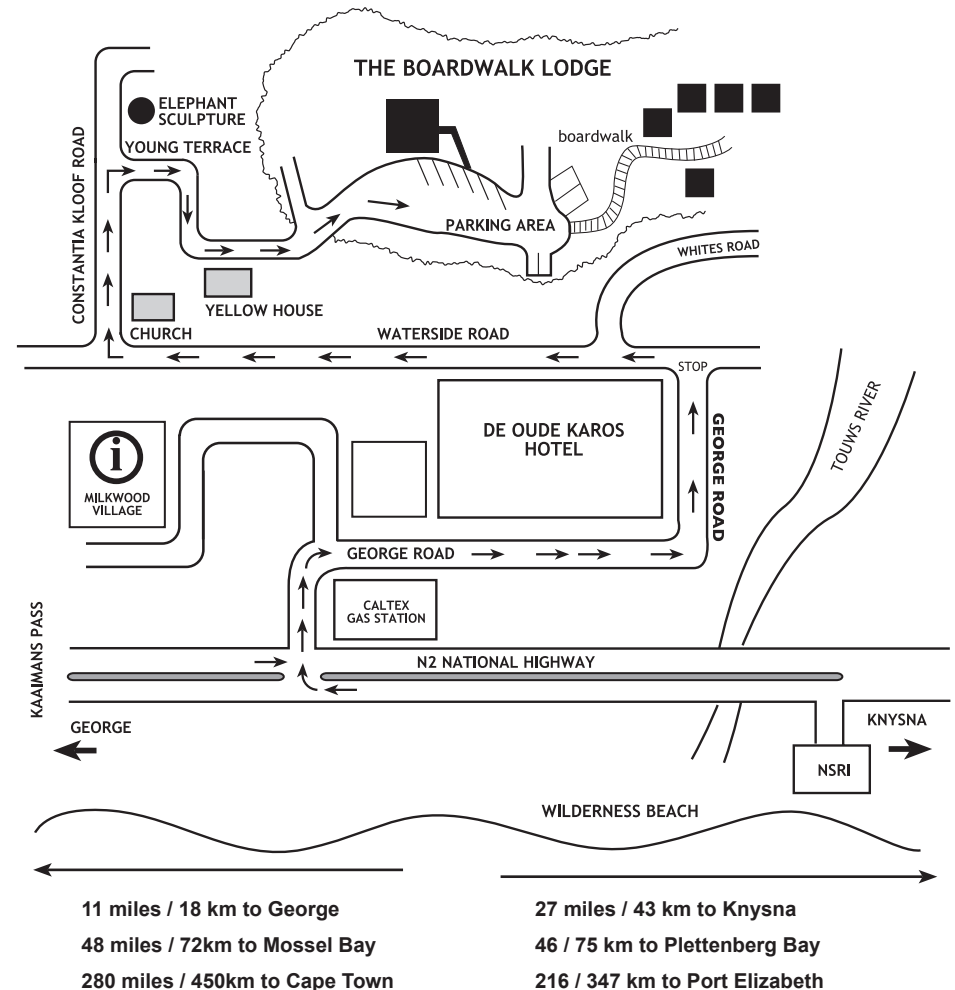 THE BOARDWALK LODGE
ELEPHANT
SCULPTURE
YOUNG TERRACE
CONSTANTIA KLOOF ROAD
boardwalk
PARKING AREA
WHITES ROAD
YELLOW HOUSE
CHURCH
WATERSIDE ROAD
STOP
DE OUDE KAROS
HOTEL
GEORGE ROAD
TOUWS RIVER
i
MILKWOOD
VILLAGE
GEORGE ROAD
CALTEX
GAS STATION
KAAIMANS PASS
N2 NATIONAL HIGHWAY
GEORGE
KNYSNA
NSRI
WILDERNESS BEACH
11 miles / 18 km to George
48 miles / 72km to Mossel Bay
280 miles / 450km to Cape Town
27 miles / 43 km to Knysna
46 / 75 km to Plettenberg Bay
216 / 347 km to Port Elizabeth